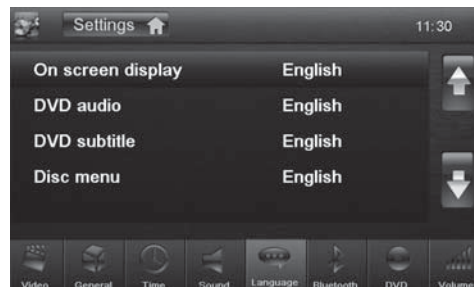 Settings 11:30
On screen display English
DVD audio English
DVD subtitle English
Disc menu English
Video General Time Sound Language Bluetooth DVD Volume